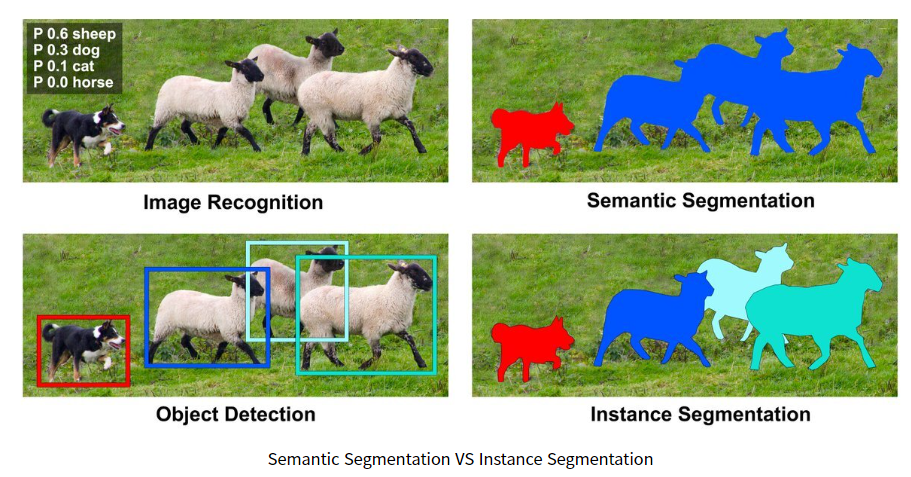 P 0.6 sheep
P 0.3 dog
P 0.1 cat
P 0.0 horse
Image Recognition
Semantic Segmentation
Object Detection
Instance Segmentation
Semantic Segmentation VS Instance Segmentation